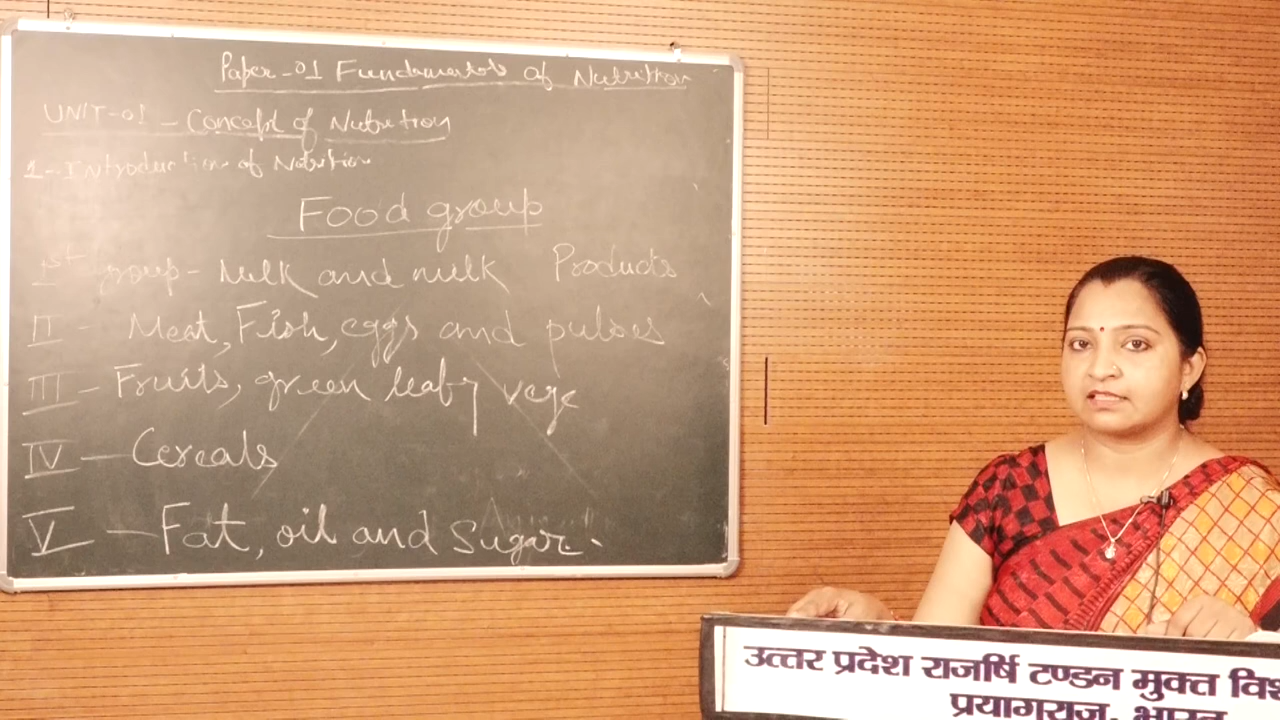 Paper-01 Fundamentals of Nutrition
UNIT-01 - Concept of Nutrition
1-Introduction of Nutrition
Food group
1st group - Milk and milk Products
II - Meat, Fish, eggs and pulses
III - Fruits, green leafy vege
IV - Cereals
V - Fat, oil and Sugar.
उत्तर प्रदेश राजर्षि टण्डन मुक्त विश
प्रयागराज, भारत